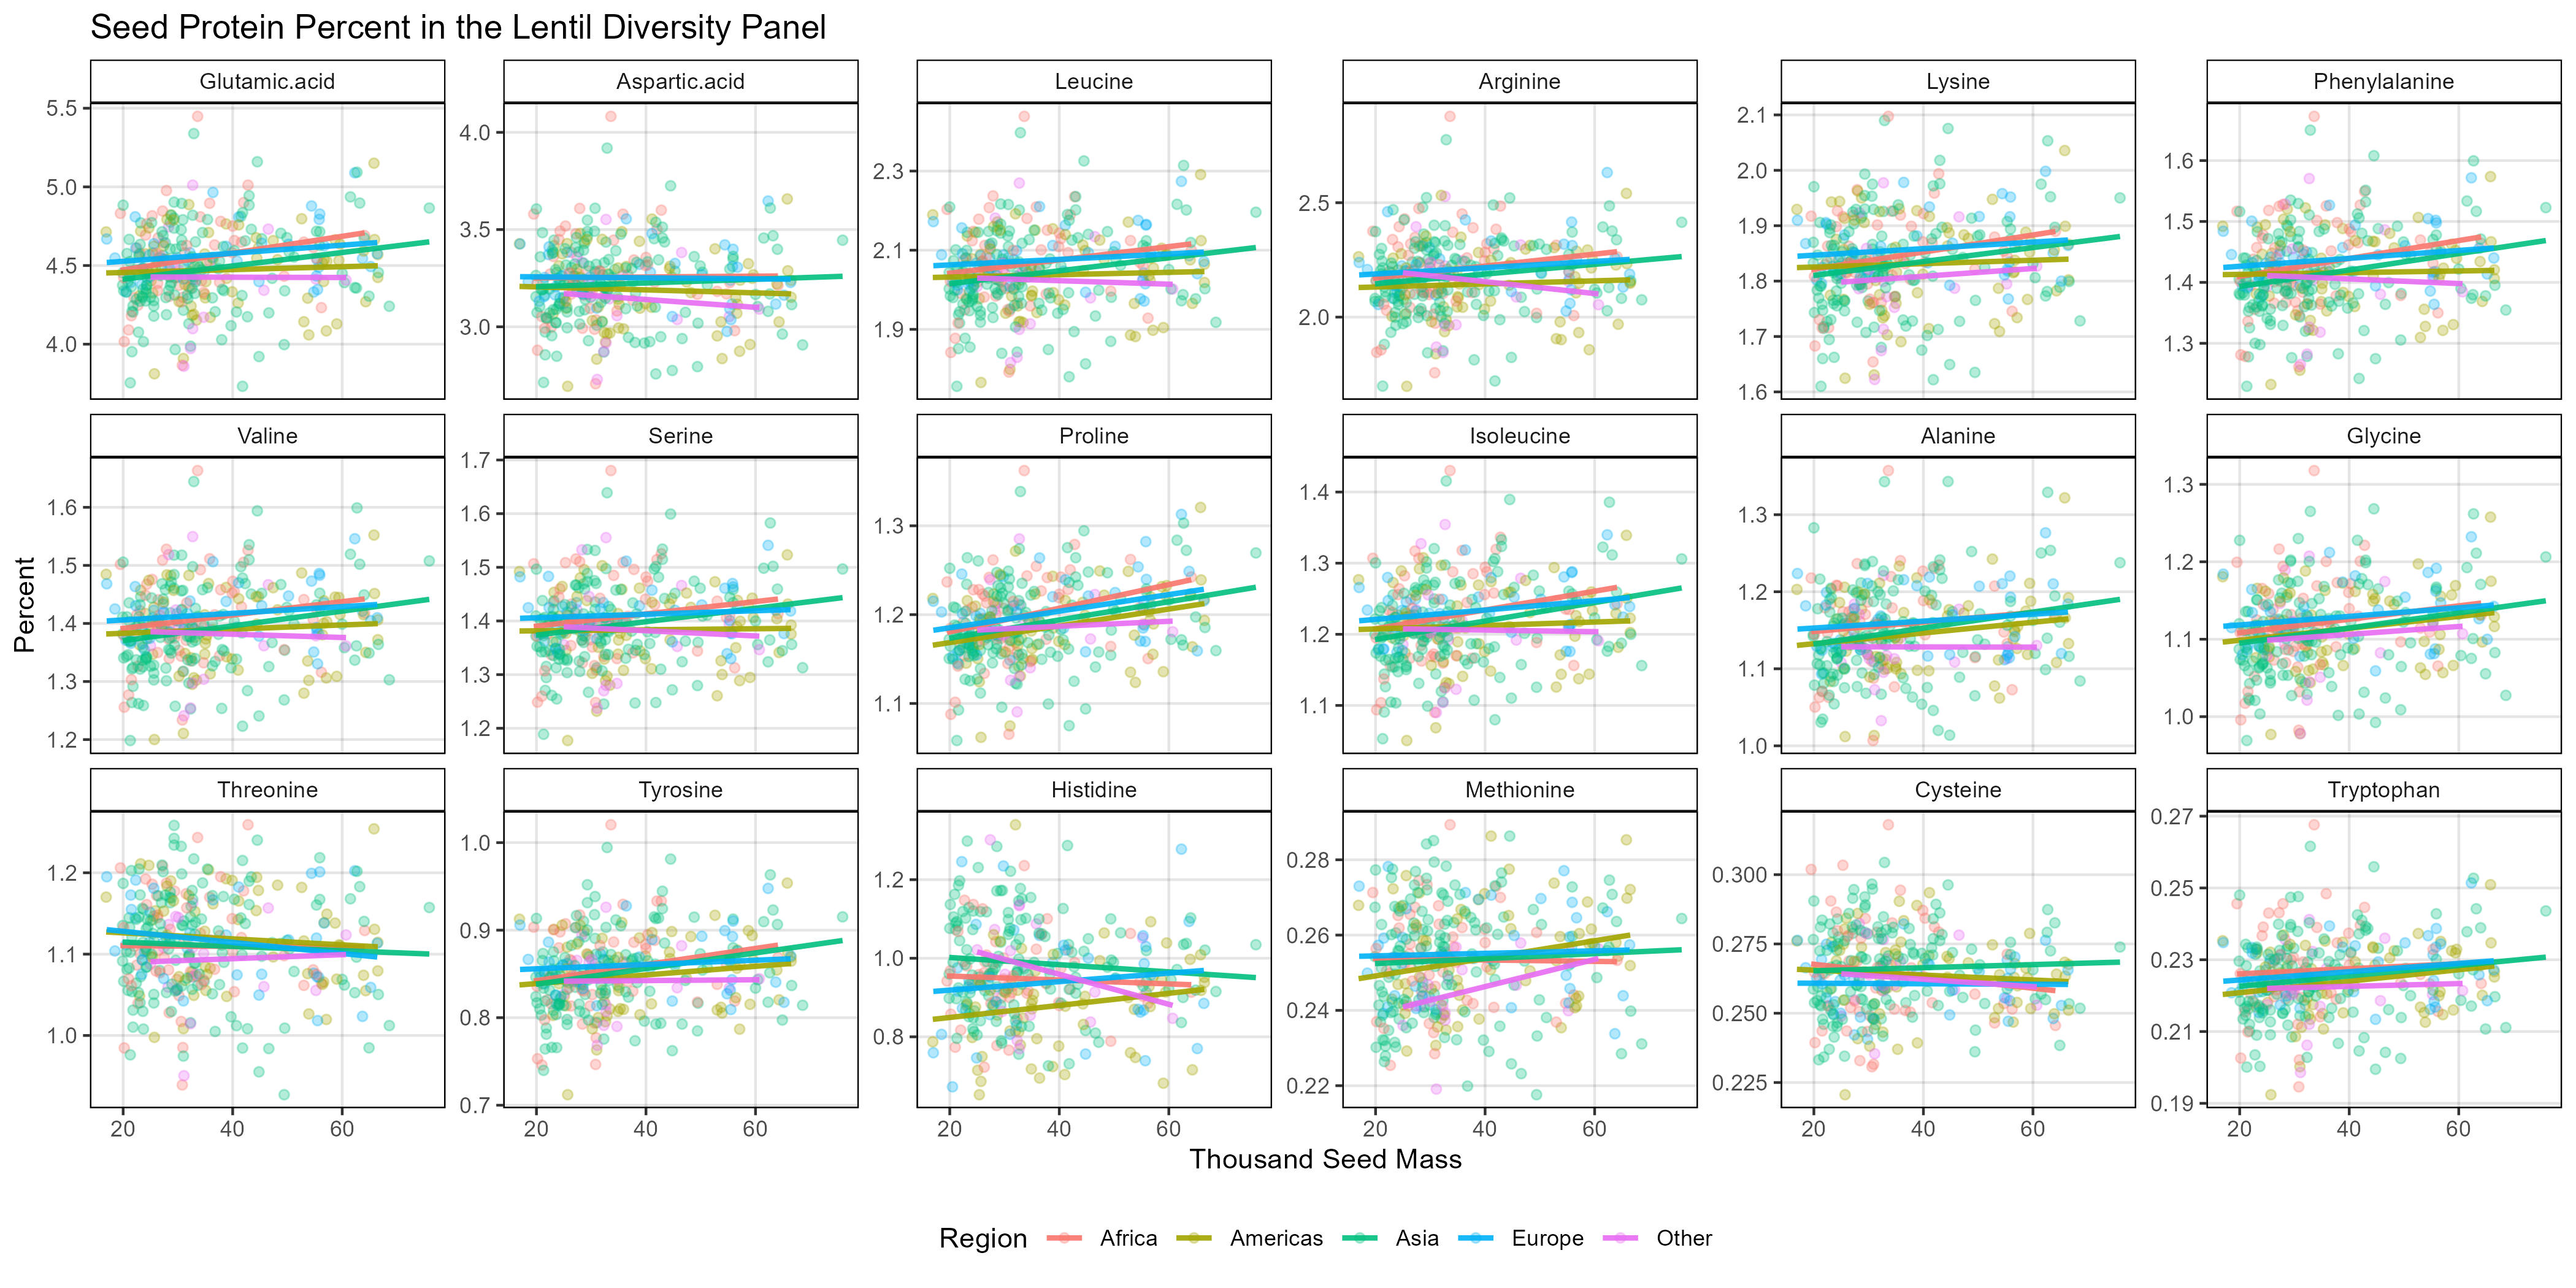 Seed Protein Percent in the Lentil Diversity Panel
Glutamic.acid Aspartic.acid Leucine Arginine Lysine Phenylalanine
5.5 5.0 4.5 4.0
4.0 3.5 3.0
2.3 2.1 1.9
2.5 2.0
2.1 2.0 1.9 1.8 1.7 1.6
1.6 1.5 1.4 1.3
Valine Serine Proline Isoleucine Alanine Glycine
1.6 1.5 1.4 1.3 1.2
1.7 1.6 1.5 1.4 1.3 1.2
1.3 1.2 1.1
1.4 1.3 1.2 1.1
1.3 1.2 1.1 1.0
1.3 1.2 1.1 1.0
Percent
Threonine Tyrosine Histidine Methionine Cysteine Tryptophan
1.2 1.1 1.0
1.0 0.9 0.8 0.7
1.2 1.0 0.8
0.28 0.26 0.24 0.22
0.300 0.275 0.250 0.225
0.27 0.25 0.23 0.21 0.19
20 40 60 20 40 60 20 40 60 20 40 60 20 40 60 20 40 60
Thousand Seed Mass
Region Africa Americas Asia Europe Other